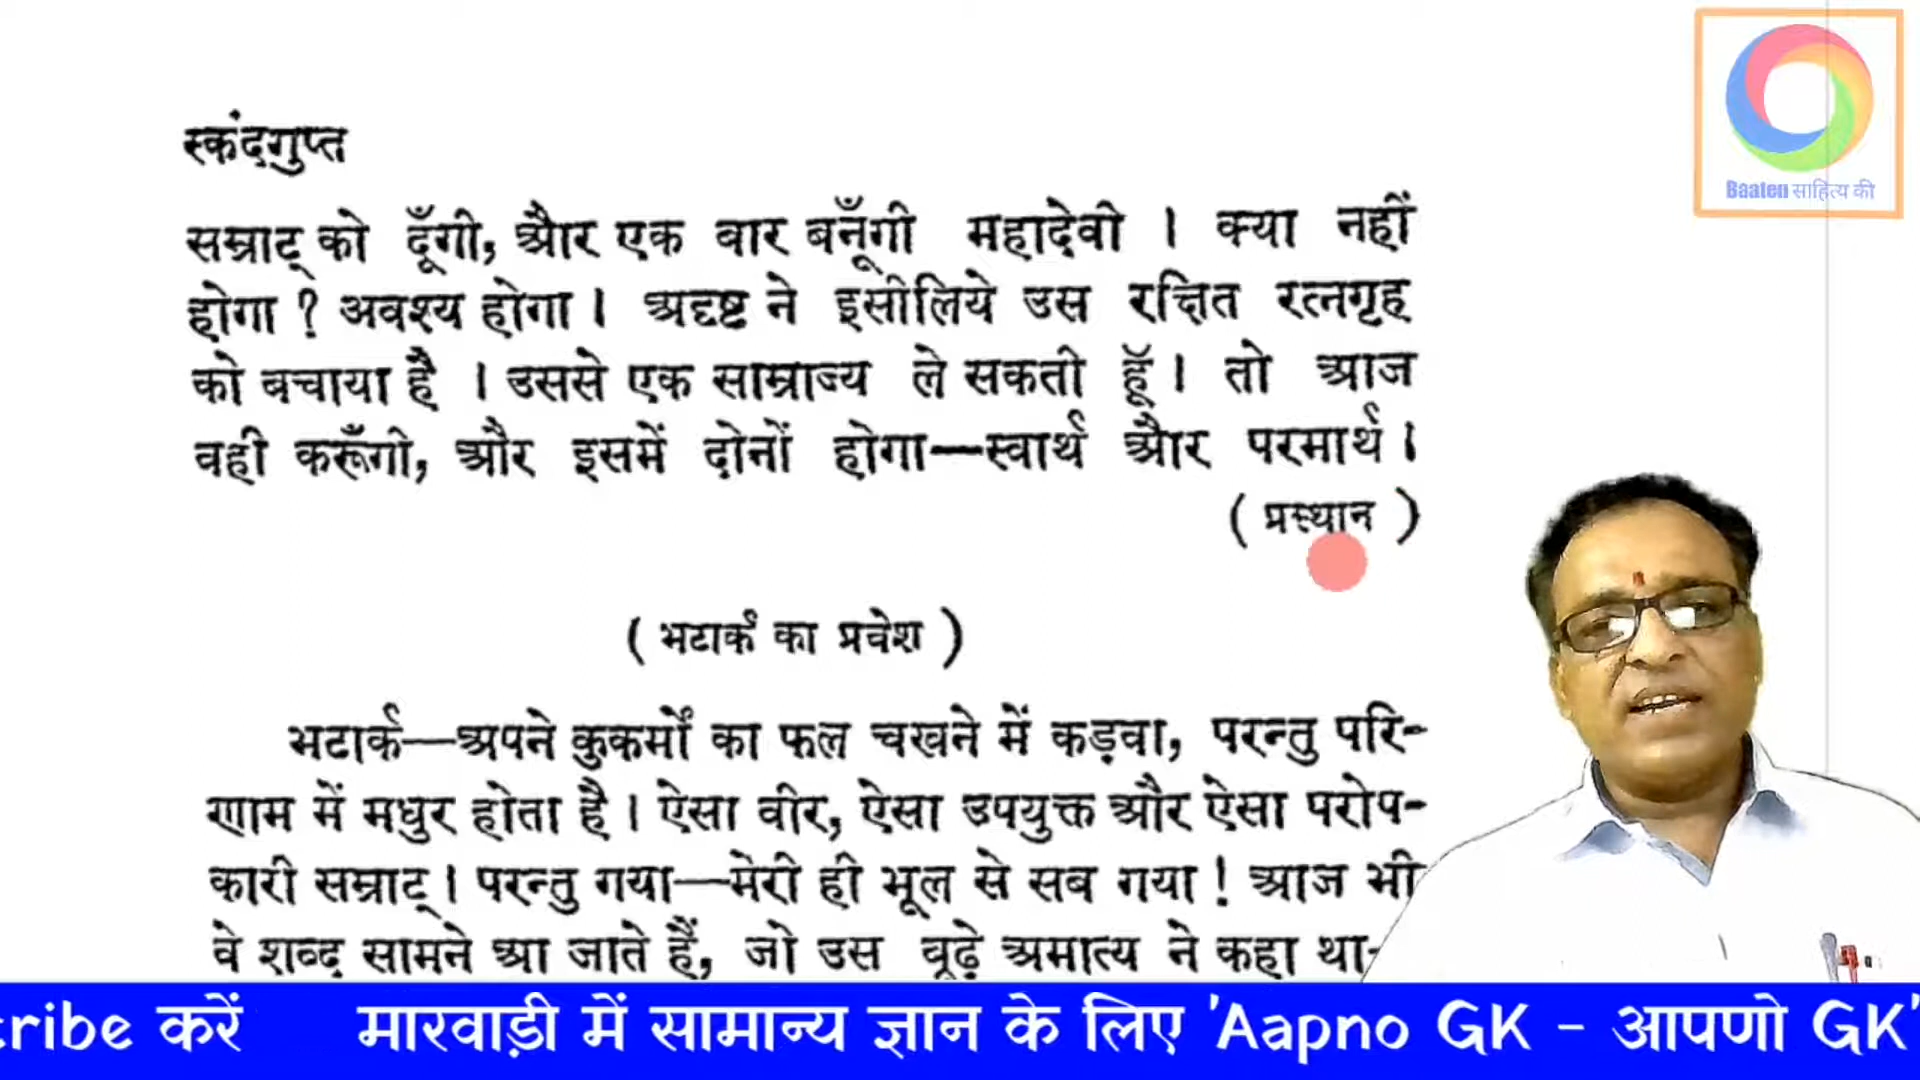 स्कंदगुप्त
सम्राट् को दूँगी, और एक बार बनूँगी महादेवी । क्या नहीं
होगा ? अवश्य होगा । अदृष्ट ने इसीलिये उस रक्षित रत्नगृह
को बचाया है । उससे एक साम्राज्य ले सकती हूँ । तो आज
वही करूँगी, और इसमें दोनों होगा—स्वार्थ और परमार्थ ।
( प्रस्थान )
( भटार्क का प्रवेश )
भटार्क—अपने कुकर्मों का फल चखने में कड़वा, परन्तु परि-
णाम में मधुर होता है । ऐसा वीर, ऐसा उपयुक्त और ऐसा परोप-
कारी सम्राट् । परन्तु गया—मेरी ही भूल से सब गया ! आज भी
वे शब्द सामने आ जाते हैं, जो उस बूढ़े अमात्य ने कहा था-
Baaten साहित्य की
cribe करें मारवाड़ी में सामान्य ज्ञान के लिए 'Aapno GK - आपणो GK'